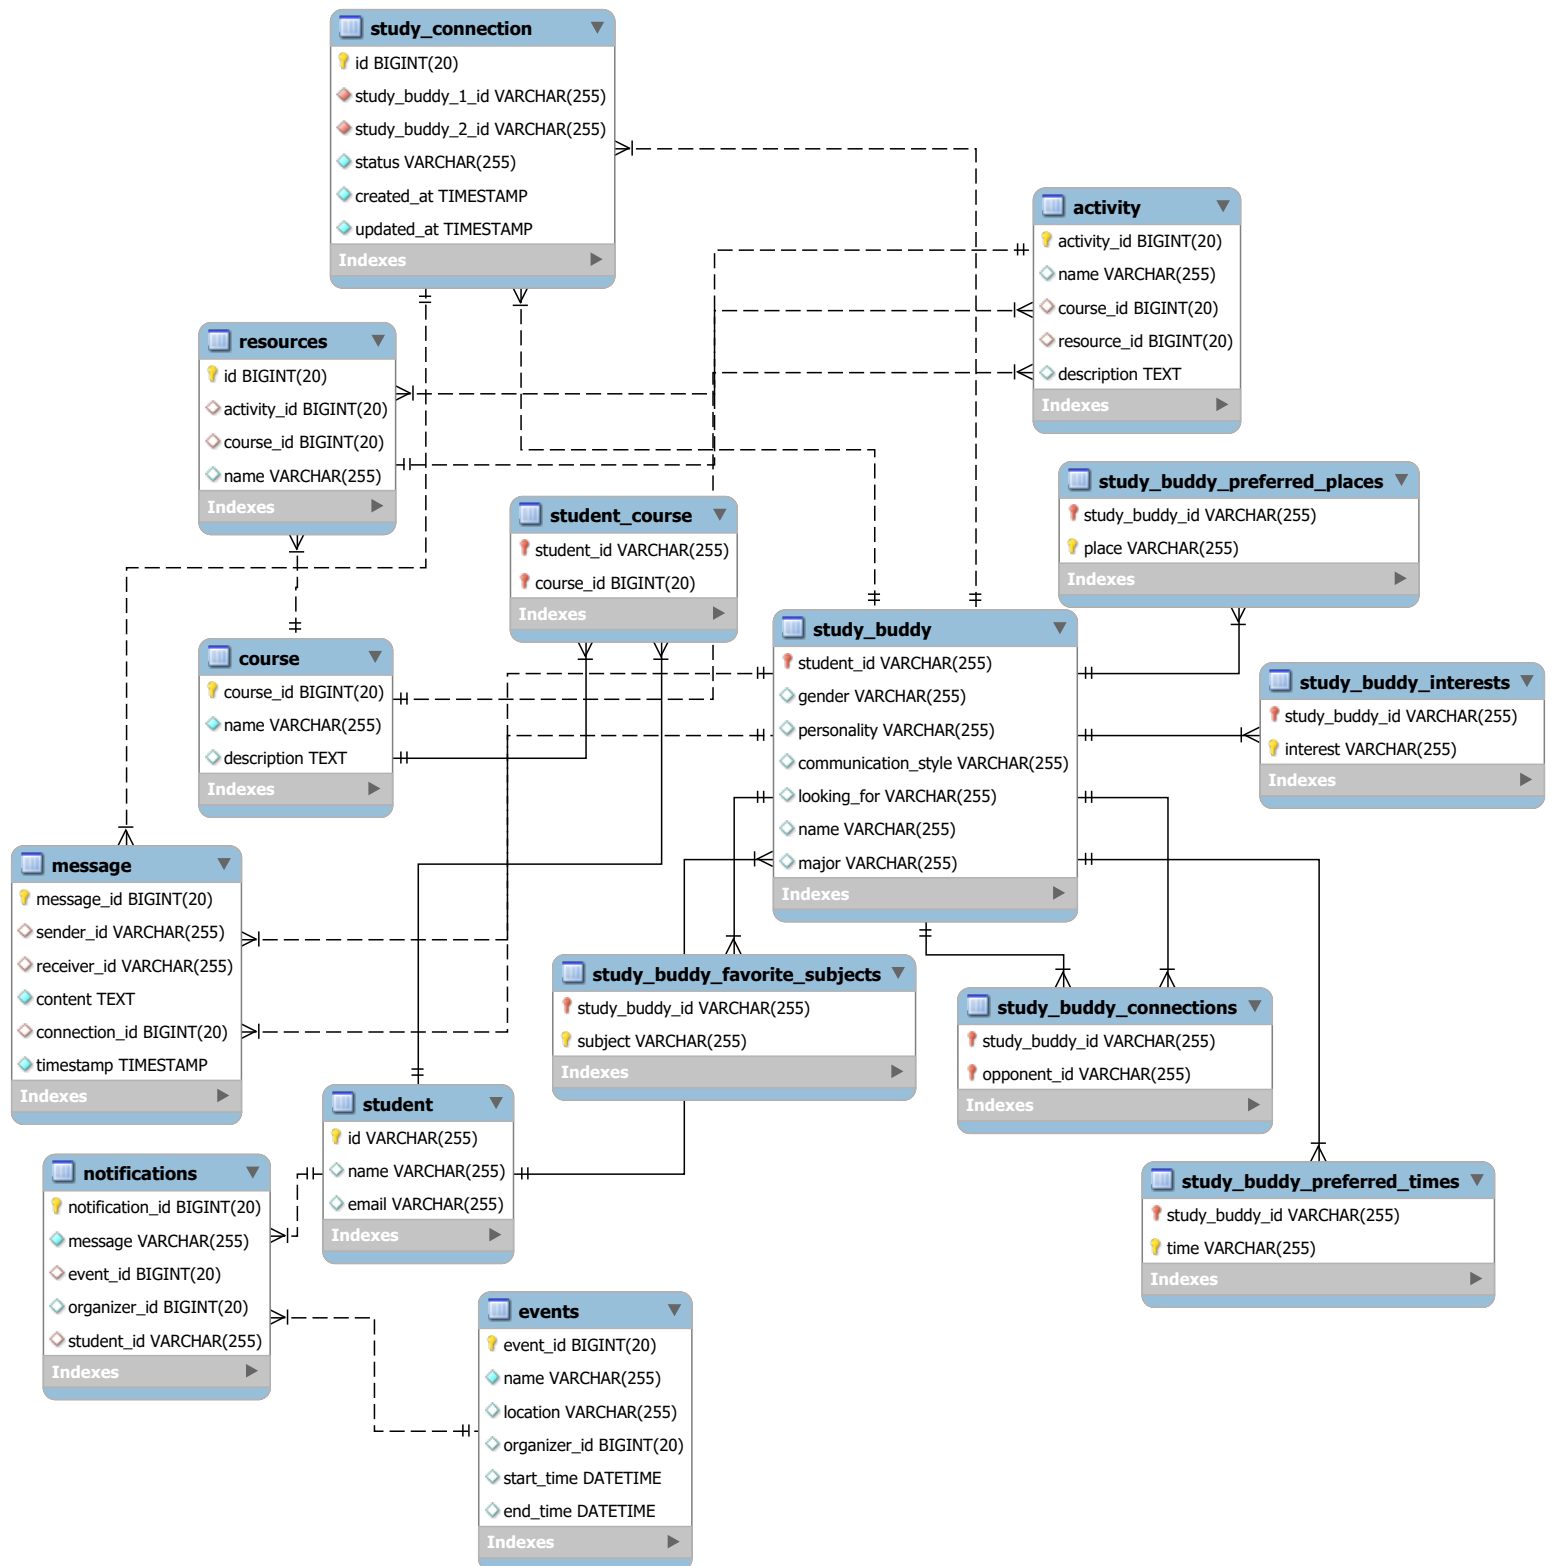 study_connection
id BIGINT(20)
study_buddy_1_id VARCHAR(255)
study_buddy_2_id VARCHAR(255)
status VARCHAR(255)
created_at TIMESTAMP
updated_at TIMESTAMP
Indexes
activity
activity_id BIGINT(20)
name VARCHAR(255)
course_id BIGINT(20)
resource_id BIGINT(20)
description TEXT
Indexes
resources
id BIGINT(20)
activity_id BIGINT(20)
course_id BIGINT(20)
name VARCHAR(255)
Indexes
student_course
student_id VARCHAR(255)
course_id BIGINT(20)
Indexes
study_buddy_preferred_places
study_buddy_id VARCHAR(255)
place VARCHAR(255)
Indexes
course
course_id BIGINT(20)
name VARCHAR(255)
description TEXT
Indexes
study_buddy
student_id VARCHAR(255)
gender VARCHAR(255)
personality VARCHAR(255)
communication_style VARCHAR(255)
looking_for VARCHAR(255)
name VARCHAR(255)
major VARCHAR(255)
Indexes
study_buddy_interests
study_buddy_id VARCHAR(255)
interest VARCHAR(255)
Indexes
message
message_id BIGINT(20)
sender_id VARCHAR(255)
receiver_id VARCHAR(255)
content TEXT
connection_id BIGINT(20)
timestamp TIMESTAMP
Indexes
study_buddy_favorite_subjects
study_buddy_id VARCHAR(255)
subject VARCHAR(255)
Indexes
study_buddy_connections
study_buddy_id VARCHAR(255)
opponent_id VARCHAR(255)
Indexes
student
id VARCHAR(255)
name VARCHAR(255)
email VARCHAR(255)
Indexes
notifications
notification_id BIGINT(20)
message VARCHAR(255)
event_id BIGINT(20)
organizer_id BIGINT(20)
student_id VARCHAR(255)
Indexes
study_buddy_preferred_times
study_buddy_id VARCHAR(255)
time VARCHAR(255)
Indexes
events
event_id BIGINT(20)
name VARCHAR(255)
location VARCHAR(255)
organizer_id BIGINT(20)
start_time DATETIME
end_time DATETIME
Indexes